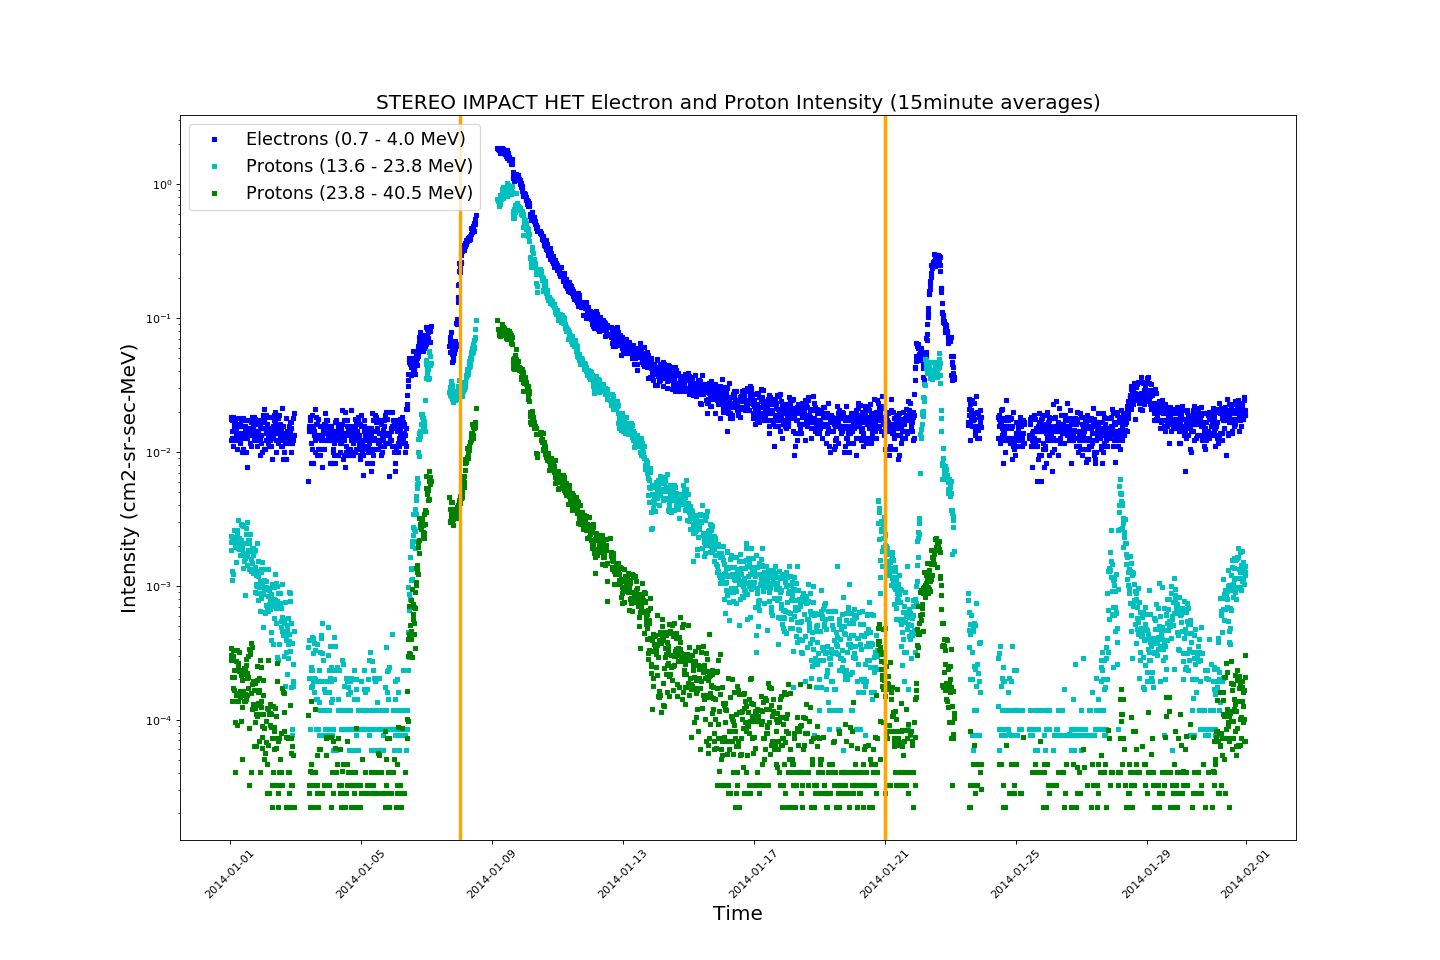 STEREO IMPACT HET Electron and Proton Intensity (15minute averages)
Electrons (0.7 - 4.0 MeV)
Protons (13.6 - 23.8 MeV)
Protons (23.8 - 40.5 MeV)
Intensity (cm2-sr-sec-MeV)
10⁰
10⁻¹
10⁻²
10⁻³
10⁻⁴
2014-01-01
2014-01-05
2014-01-09
2014-01-13
2014-01-17
2014-01-21
2014-01-25
2014-01-29
2014-02-01
Time